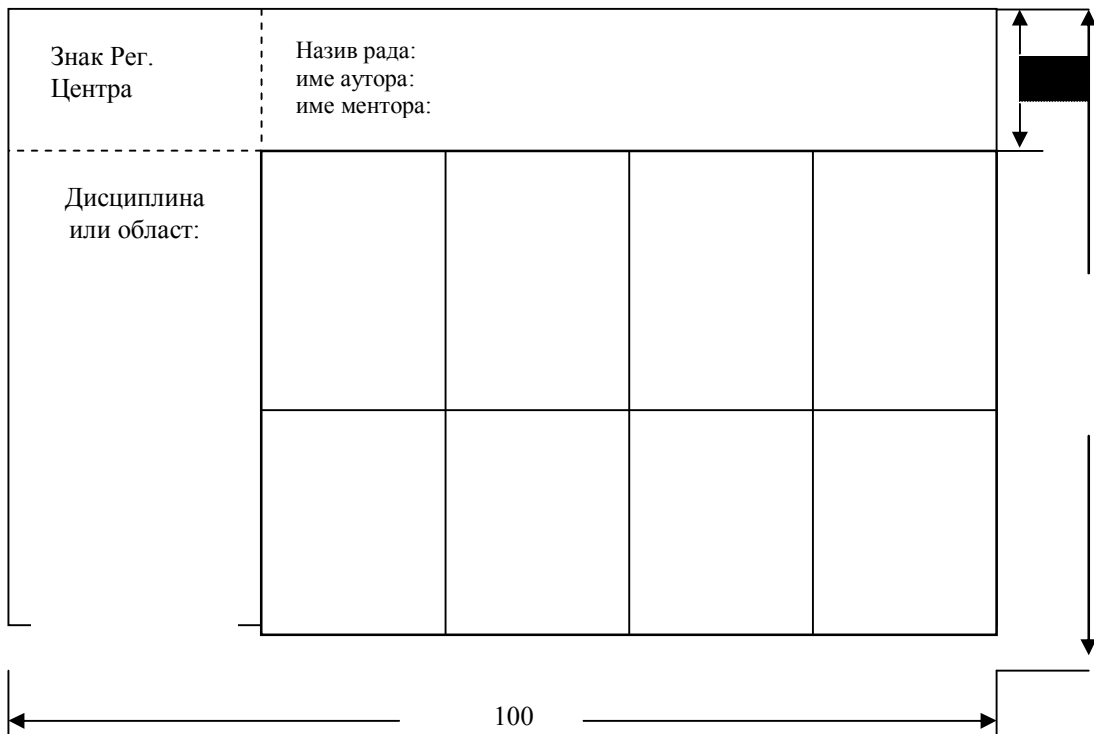 Знак Рег.
Центра
Назив рада:
име аутора:
име ментора:
Дисциплина
или област:
100